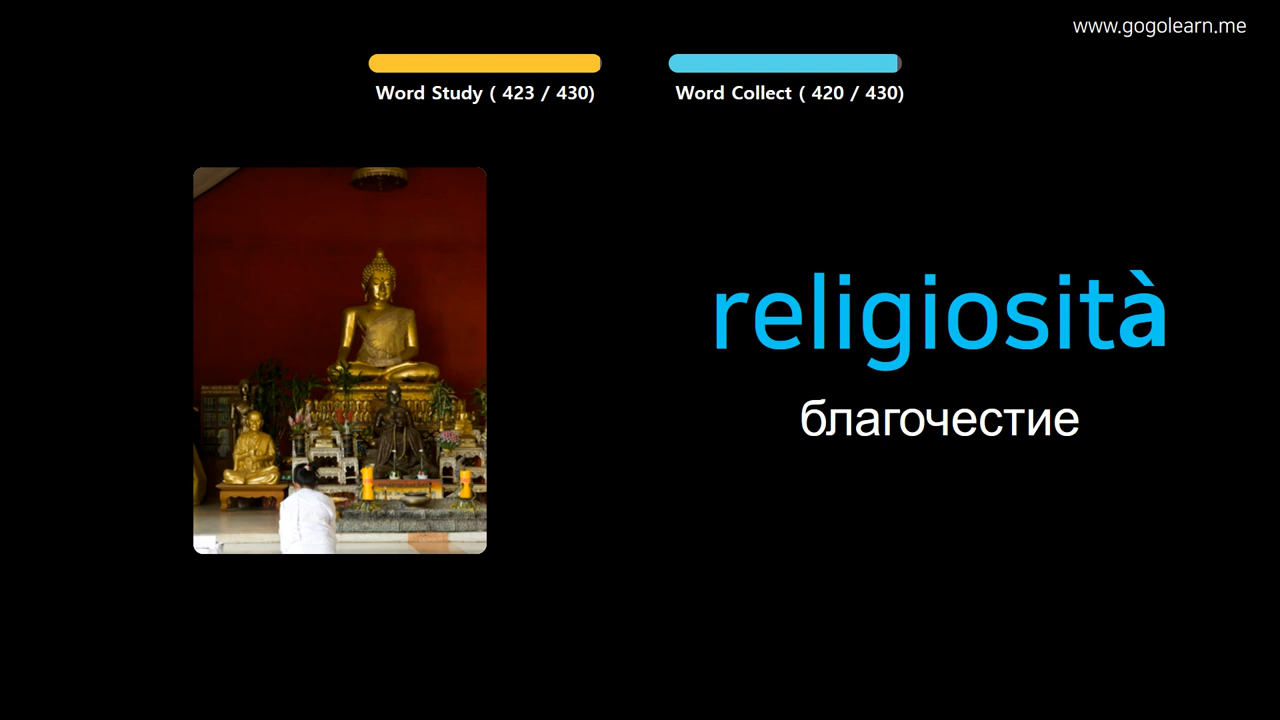 www.gogolearn.me
Word Study ( 423 / 430)
Word Collect ( 420 / 430)
religiosità
благочестие